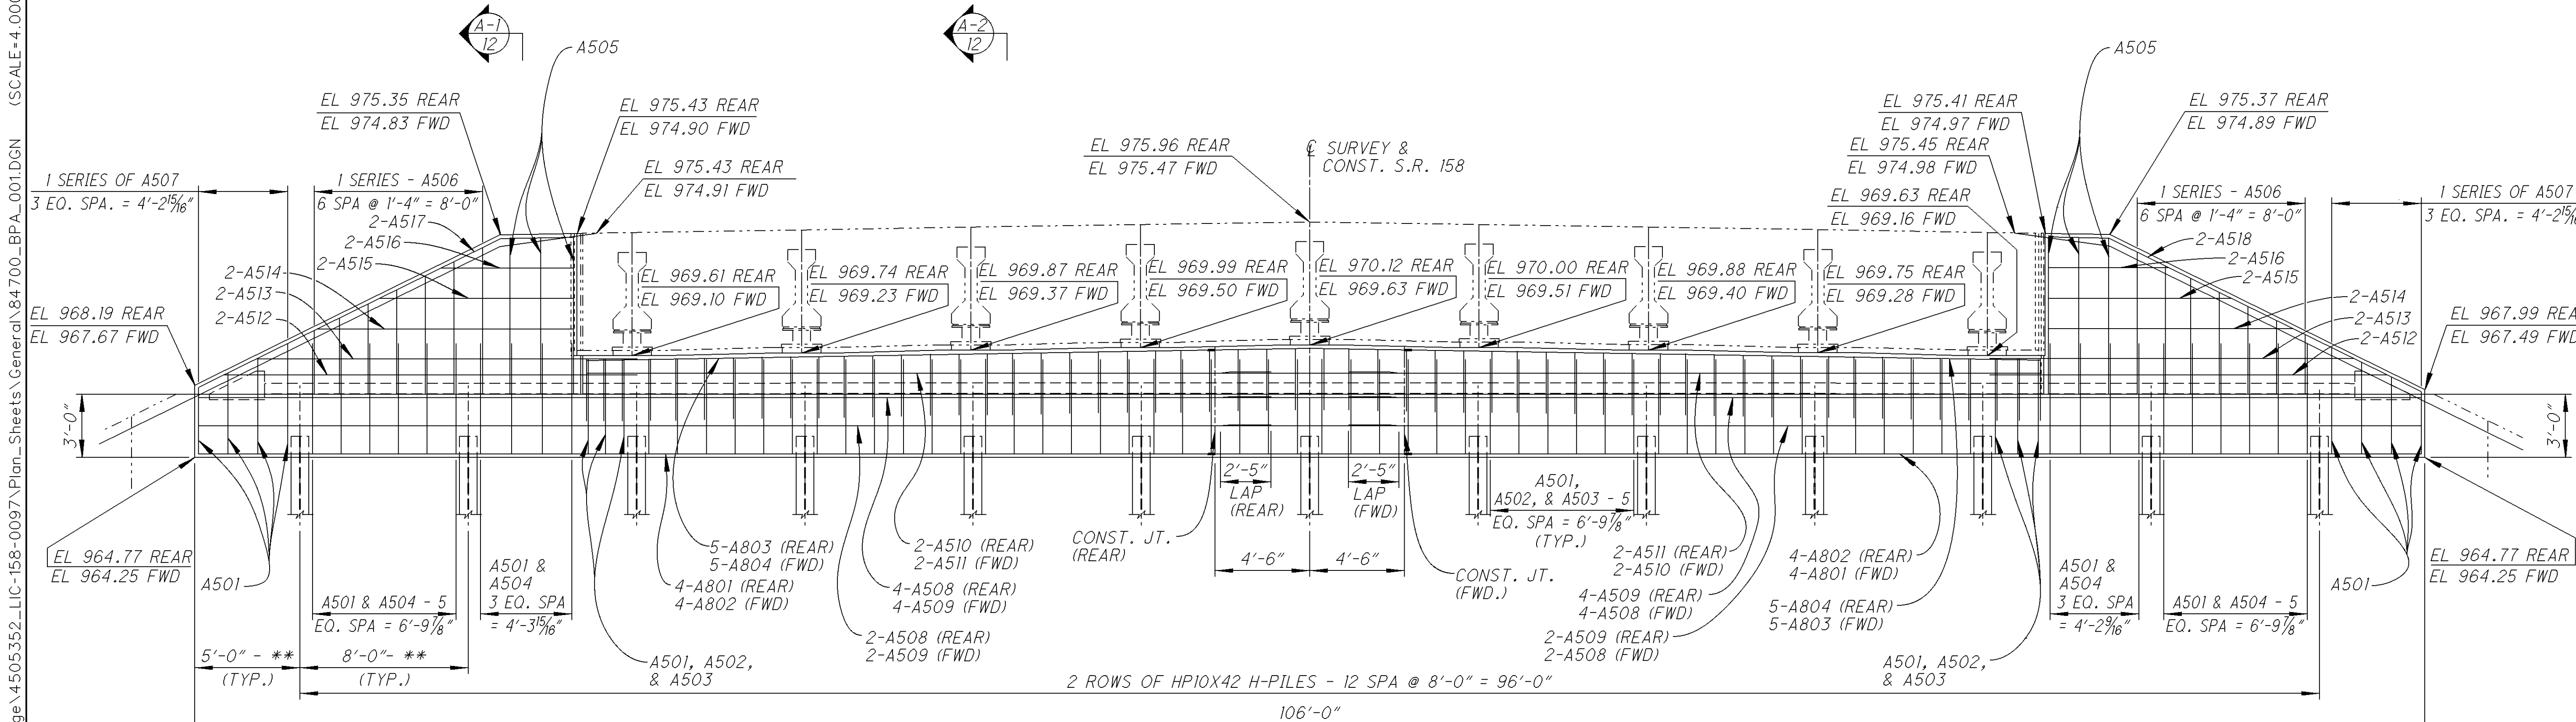 ge\4505352_LIC-158-0097\Plan_Sheets\General\84700_BPA_001.DGN (SCALE=4.000
A-1
12
A-2
12
A505
A505
EL 975.35 REAR
EL 974.83 FWD
EL 975.43 REAR
EL 974.90 FWD
EL 975.43 REAR
EL 974.91 FWD
EL 975.96 REAR
EL 975.47 FWD
℄ SURVEY &
CONST. S.R. 158
EL 975.41 REAR
EL 974.97 FWD
EL 975.45 REAR
EL 974.98 FWD
EL 969.63 REAR
EL 969.16 FWD
EL 975.37 REAR
EL 974.89 FWD
1 SERIES OF A507
3 EQ. SPA. = 4'-2 15/16"
1 SERIES - A506
6 SPA @ 1'-4" = 8'-0"
2-A517
2-A516
2-A515
2-A514
2-A513
2-A512
1 SERIES - A506
6 SPA @ 1'-4" = 8'-0"
1 SERIES OF A507
3 EQ. SPA. = 4'-2 15/16
2-A518
2-A516
2-A515
2-A514
2-A513
2-A512
EL 968.19 REAR
EL 967.67 FWD
EL 969.61 REAR
EL 969.10 FWD
EL 969.74 REAR
EL 969.23 FWD
EL 969.87 REAR
EL 969.37 FWD
EL 969.99 REAR
EL 969.50 FWD
EL 970.12 REAR
EL 969.63 FWD
EL 970.00 REAR
EL 969.51 FWD
EL 969.88 REAR
EL 969.40 FWD
EL 969.75 REAR
EL 969.28 FWD
EL 967.99 REA
EL 967.49 FWD
3'-0"
3'-0"
2'-5"
LAP
(REAR)
2'-5"
LAP
(FWD)
A501,
A502, & A503 - 5
EQ. SPA = 6'-9 7/8"
(TYP.)
EL 964.77 REAR
EL 964.25 FWD
A501
A501 &
A504
3 EQ. SPA
= 4'-3 15/16"
A501 & A504 - 5
EQ. SPA = 6'-9 7/8"
5-A803 (REAR)
5-A804 (FWD)
4-A801 (REAR)
4-A802 (FWD)
2-A510 (REAR)
2-A511 (FWD)
4-A508 (REAR)
4-A509 (FWD)
2-A508 (REAR)
2-A509 (FWD)
CONST. JT.
(REAR)
4'-6"
4'-6"
CONST. JT.
(FWD.)
2-A511 (REAR)
2-A510 (FWD)
4-A509 (REAR)
4-A508 (FWD)
2-A509 (REAR)
2-A508 (FWD)
4-A802 (REAR)
4-A801 (FWD)
5-A804 (REAR)
5-A803 (FWD)
A501 &
A504
3 EQ. SPA
= 4'-2 9/16"
A501 & A504 - 5
EQ. SPA = 6'-9 7/8"
A501
EL 964.77 REAR
EL 964.25 FWD
5'-0" - **
(TYP.)
8'-0"- **
(TYP.)
A501, A502,
& A503
A501, A502,
& A503
2 ROWS OF HP10X42 H-PILES - 12 SPA @ 8'-0" = 96'-0"
106'-0"